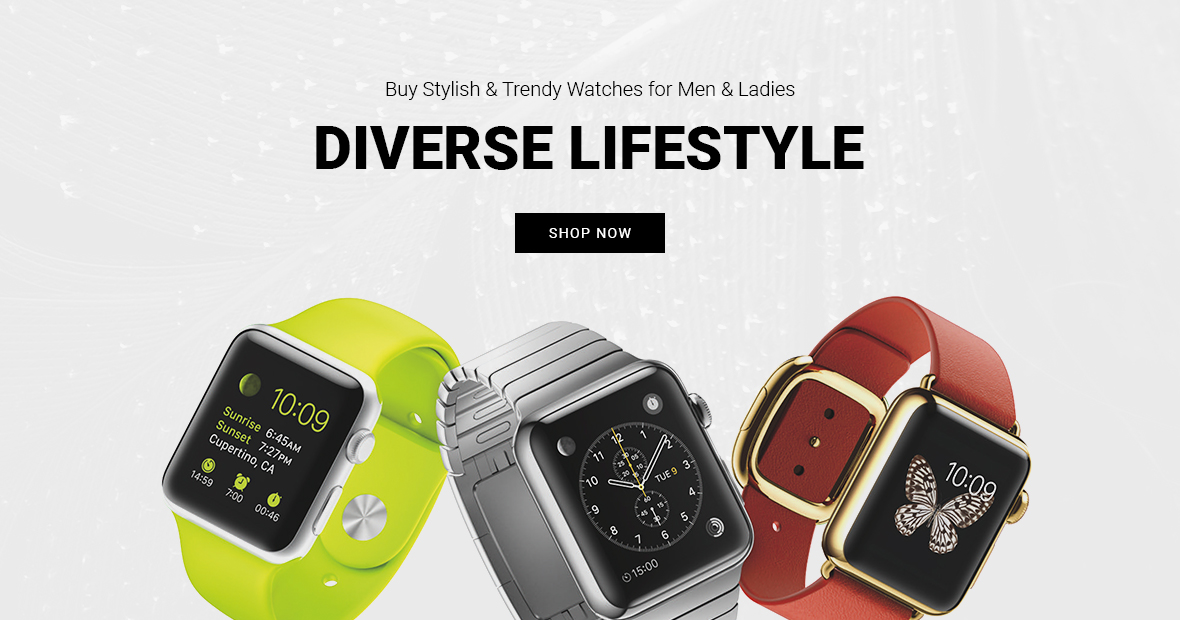 Buy Stylish & Trendy Watches for Men & Ladies
DIVERSE LIFESTYLE
SHOP NOW
10:09
Sunrise 6:45AM
Sunset 7:27PM
Cupertino, CA
14:59
7:00
00:46
12
1
2
TUE 9
3
4
5
6
7
8
9
10
11
15:00
10:09